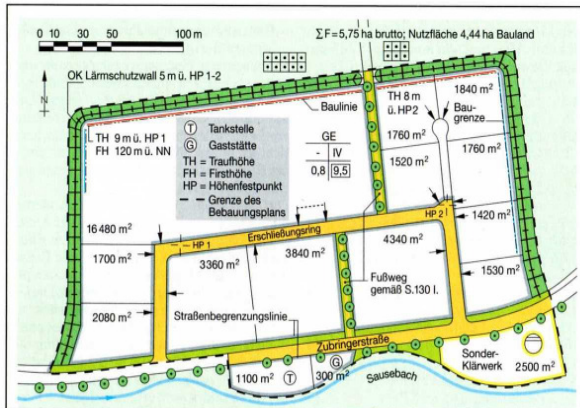 ΣF=5,75 ha brutto; Nutzfläche 4,44 ha Bauland
0 10 30 50 100 m
N
OK Lärmschutzwall 5 m ü. HP 1-2
Baulinie
TH 9 m ü. HP 1
FH 120 m ü. NN
T Tankstelle
G Gaststätte
TH = Traufhöhe
FH = Firsthöhe
HP = Höhenfestpunkt
Grenze des
Bebauungsplans
GE
- IV
0,8 9,5
TH 8 m
ü. HP2
1840 m²
Bau-
grenze
1760 m²
1760 m²
1520 m²
16 480 m²
HP 1
Erschließungsring
HP 2
1420 m²
1700 m²
3360 m²
3840 m²
4340 m²
Fußweg
gemäß S.130 I.
1530 m²
2080 m²
Straßenbegrenzungslinie
Zubringerstraße
1100 m²
T
G
300 m²
Sausebach
Sonder-
Klärwerk
2500 m²